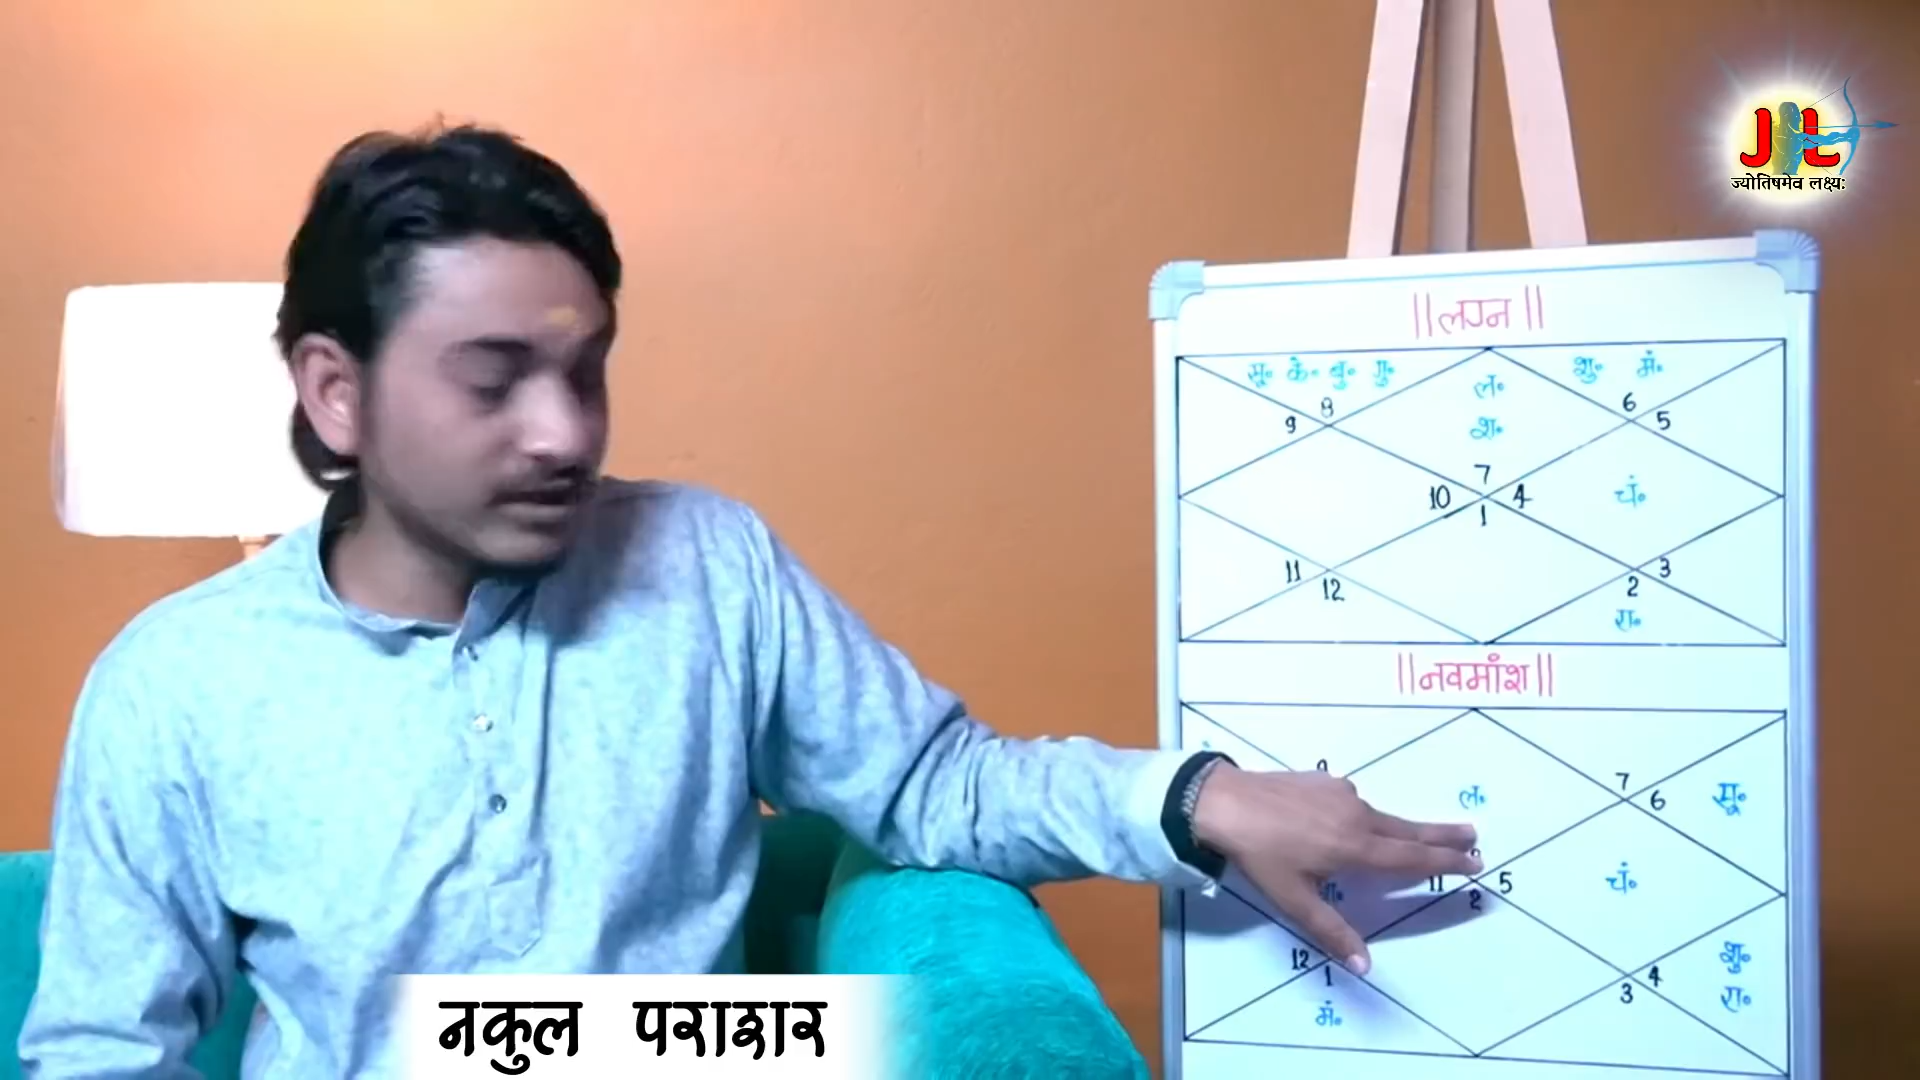 JL
ज्योतिषमेव लक्ष्य:
||लग्न||
सू॰ के॰ बु॰ गु॰
शु॰ मं॰
ल॰
श॰
8
9
6
5
7
10
4
1
चं॰
11
12
3
2
रा॰
||नवमांश||
ल॰
7
6
सू॰
11
5
2
चं॰
12
1
मं॰
4
3
शु॰
रा॰
नकुल पराशर